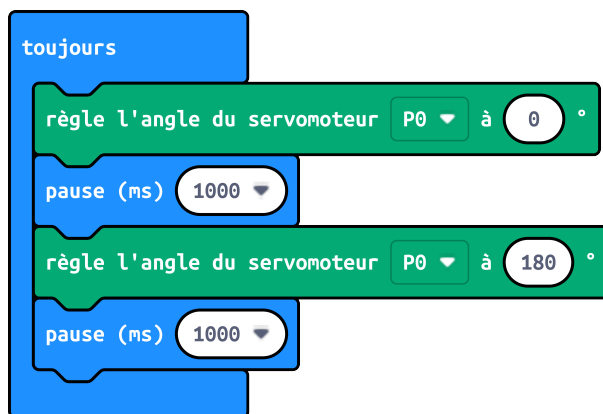 toujours
règle l'angle du servomoteur P0 à 0 °
pause (ms) 1000
règle l'angle du servomoteur P0 à 180 °
pause (ms) 1000